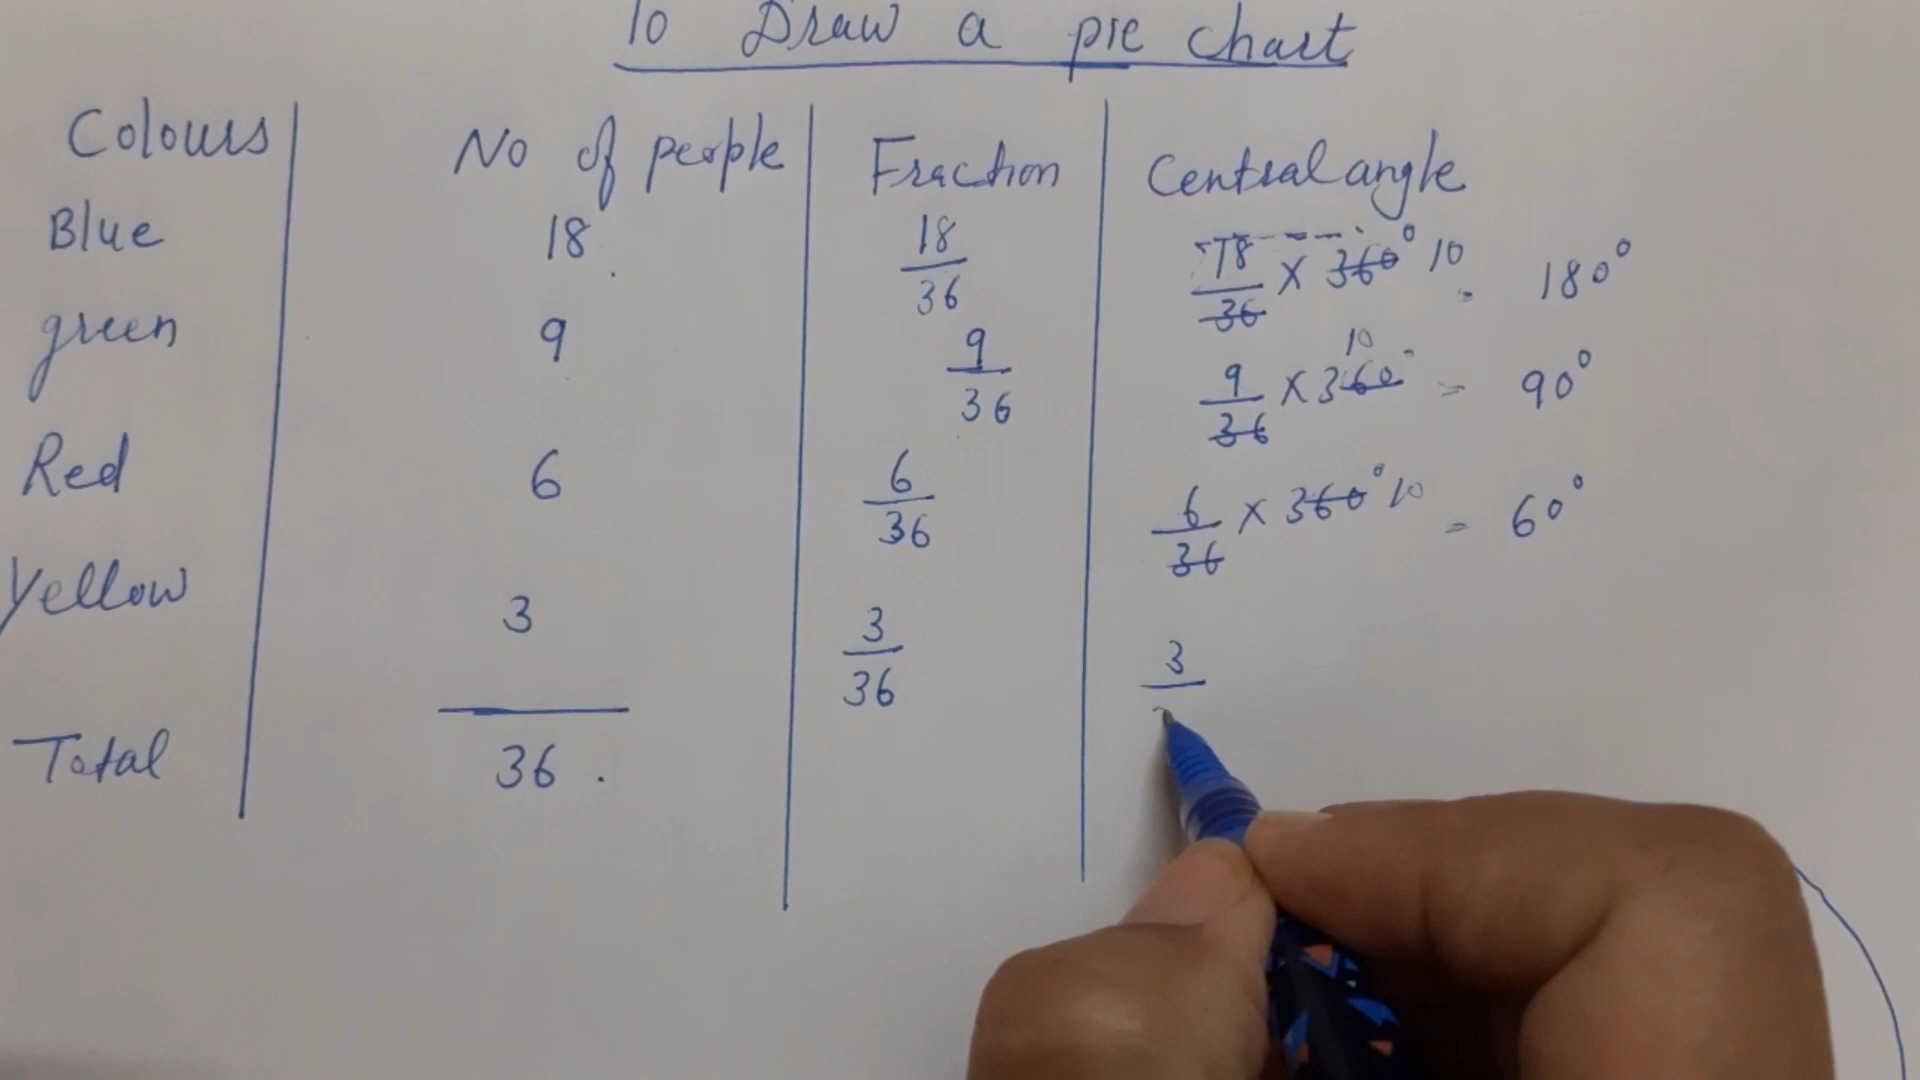 To Draw a pie chart
Colours No of people Fraction Central angle
Blue 18 18/36 18/36 × 360° 10 = 180°
green 9 9/36 9/36 × 360° 10 = 90°
Red 6 6/36 6/36 × 360° 10 = 60°
Yellow 3 3/36 3/
Total 36